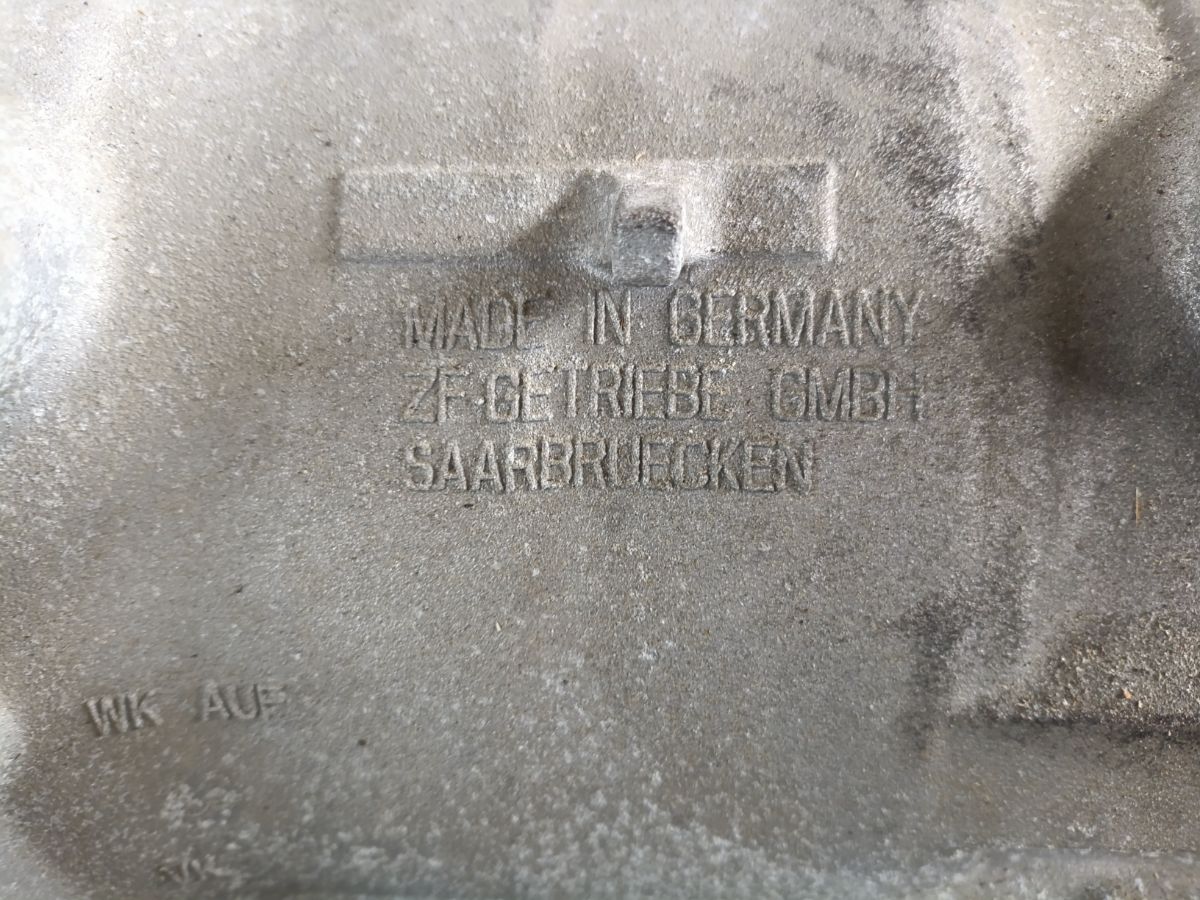 MADE IN GERMANY
ZF-GETRIEBE GMBH
SAARBRUECKEN
WK AUF